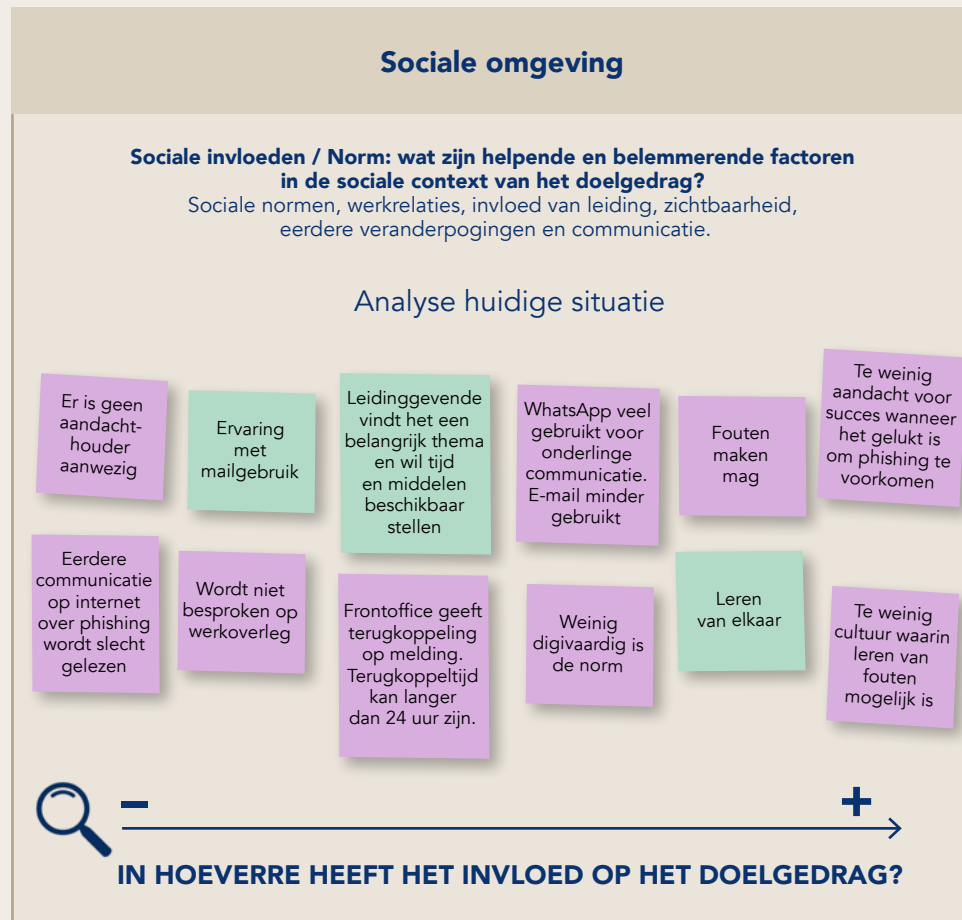 Sociale omgeving
Sociale invloeden / Norm: wat zijn helpende en belemmerende factoren
in de sociale context van het doelgedrag?
Sociale normen, werkrelaties, invloed van leiding, zichtbaarheid,
eerdere veranderpogingen en communicatie.
Analyse huidige situatie
Er is geen
aandacht-
houder
aanwezig
Ervaring
met
mailgebruik
Leidinggevende
vindt het een
belangrijk thema
en wil tijd
en middelen
beschikbaar
stellen
WhatsApp veel
gebruikt voor
onderlinge
communicatie.
E-mail minder
gebruikt
Fouten
maken
mag
Te weinig
aandacht voor
succes wanneer
het gelukt is
om phishing te
voorkomen
Eerdere
communicatie
op internet
over phishing
wordt slecht
gelezen
Wordt niet
besproken op
werkoverleg
Frontoffice geeft
terugkoppeling
op melding.
Terugkoppeltijd
kan langer
dan 24 uur zijn.
Weinig
digivaardig is
de norm
Leren
van elkaar
Te weinig
cultuur waarin
leren van
fouten
mogelijk is
– +
IN HOEVERRE HEEFT HET INVLOED OP HET DOELGEDRAG?